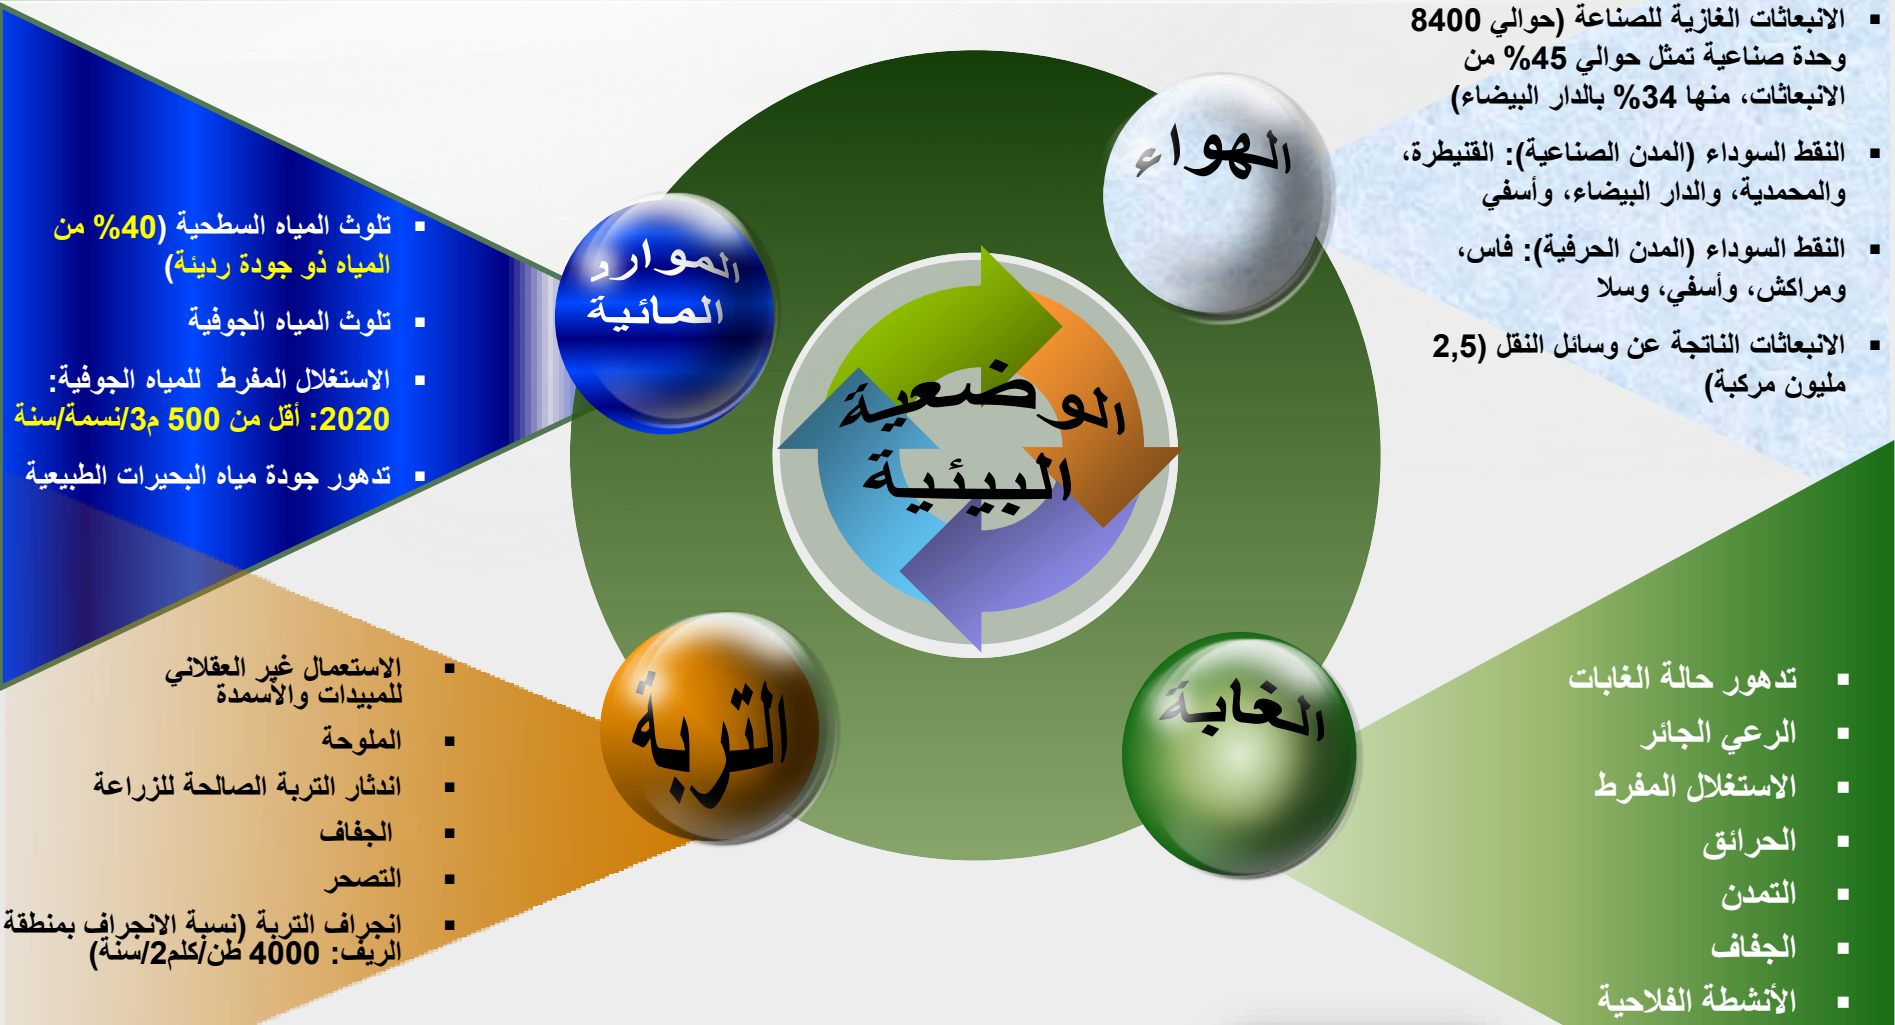 الانبعاثات الغازية للصناعة (حوالي 8400
وحدة صناعية تمثل حوالي 45% من
الانبعاثات، منها 34% بالدار البيضاء)
النقط السوداء (المدن الصناعية): القنيطرة،
والمحمدية، والدار البيضاء، وأسفي
النقط السوداء (المدن الحرفية): فاس،
ومراكش، وأسفي، وسلا
الانبعاثات الناتجة عن وسائل النقل (2,5
مليون مركبة)
الهواء
الموارد
المائية
تلوث المياه السطحية (40% من
المياه ذو جودة رديئة)
تلوث المياه الجوفية
الاستغلال المفرط للمياه الجوفية:
2020: أقل من 500 م3/نسمة/سنة
تدهور جودة مياه البحيرات الطبيعية
الوضعية
البيئية
الغابة
تدهور حالة الغابات
الرعي الجائر
الاستغلال المفرط
الحرائق
التمدن
الجفاف
الأنشطة الفلاحية
التربة
الاستعمال غير العقلاني
للمبيدات والأسمدة
الملوحة
اندثار التربة الصالحة للزراعة
الجفاف
التصحر
انجراف التربة (نسبة الانجراف بمنطقة
الريف: 4000 طن/كلم2/سنة)